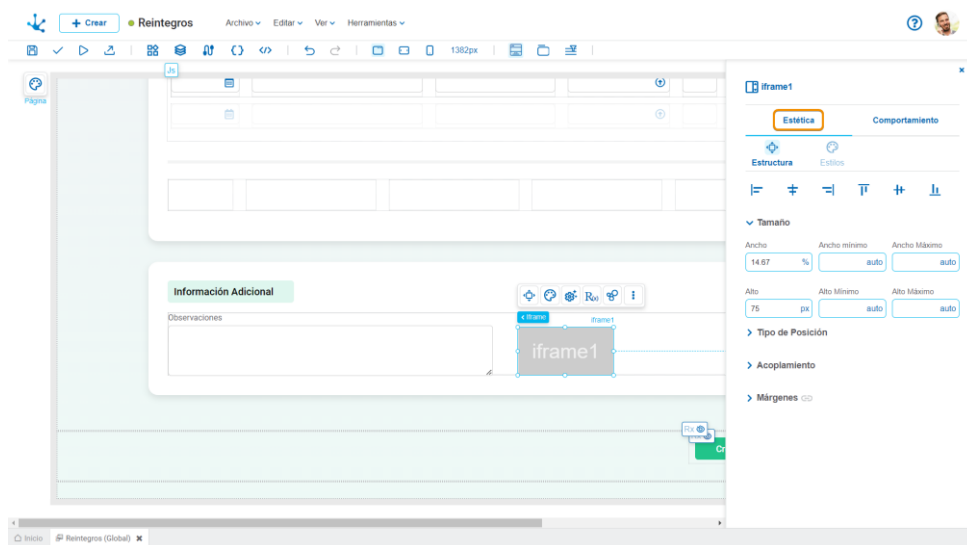 Crear
Reintegros
Archivo
Editar
Ver
Herramientas
?
1382px
Js
Página
iframe1
Estética
Comportamiento
Estructura
Estilos
Tamaño
Ancho
Ancho mínimo
Ancho Máximo
14.67 %
auto
auto
Alto
Alto Mínimo
Alto Máximo
75 px
auto
auto
Tipo de Posición
Acoplamiento
Márgenes
Información Adicional
R(x)
Observaciones
iframe
iframe1
iframe1
Rx
Cr
Inicio
Reintegros (Global)